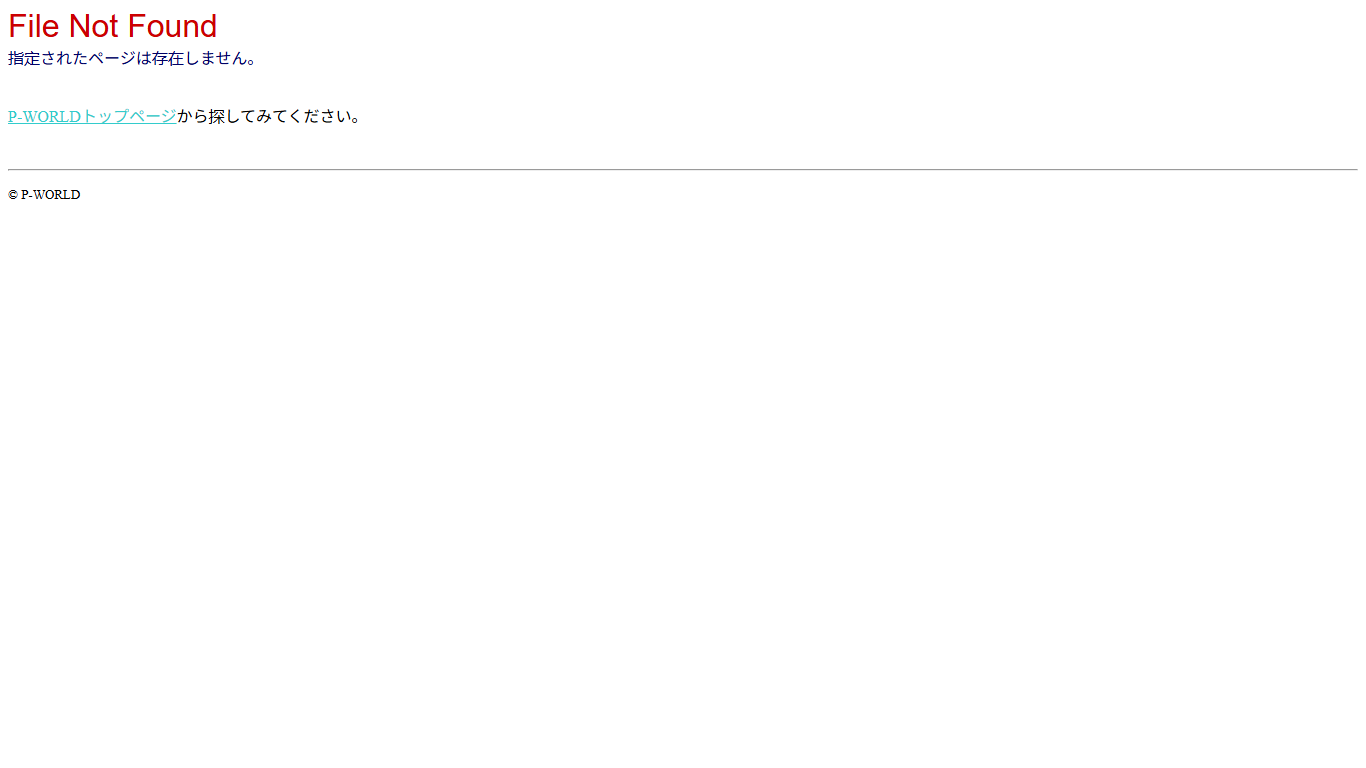 File Not Found
指定されたページは存在しません。
P-WORLDトップページから探してみてください。
© P-WORLD